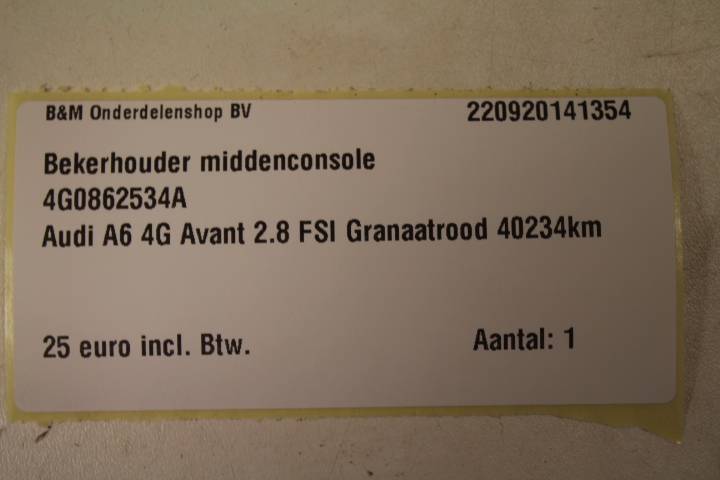 B&M Onderdelenshop BV 220920141354
Bekerhouder middenconsole
4G0862534A
Audi A6 4G Avant 2.8 FSI Granaatrood 40234km
25 euro incl. Btw. Aantal: 1